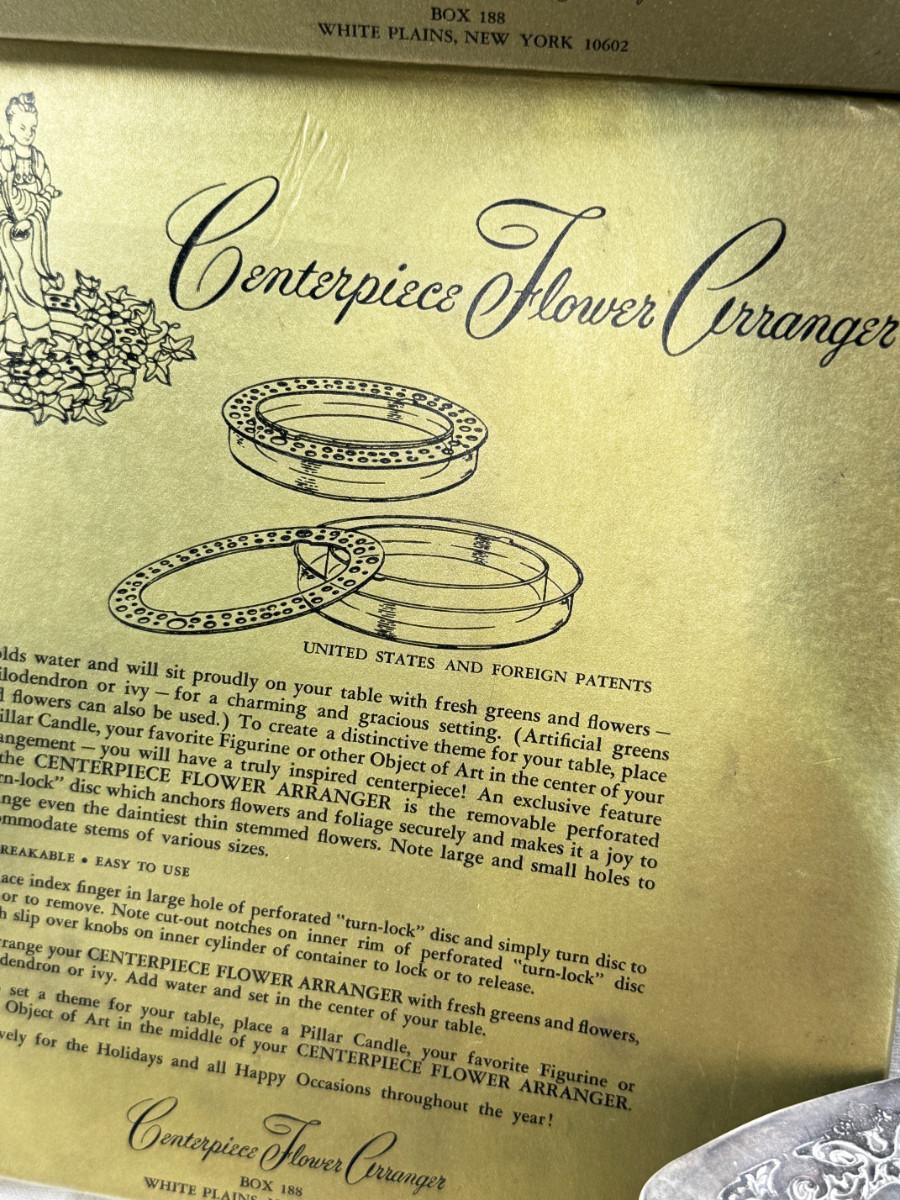 BOX 188
WHITE PLAINS, NEW YORK 10602
Centerpiece Flower Arranger
UNITED STATES AND FOREIGN PATENTS
olds water and will sit proudly on your table with fresh greens and flowers —
ilodendron or ivy — for a charming and gracious setting. (Artificial greens
d flowers can also be used.) To create a distinctive theme for your table, place
illar Candle, your favorite Figurine or other Object of Art in the center of your
angement — you will have a truly inspired centerpiece! An exclusive feature
the CENTERPIECE FLOWER ARRANGER is the removable perforated
rn-lock” disc which anchors flowers and foliage securely and makes it a joy to
nge even the daintiest thin stemmed flowers. Note large and small holes to
ommodate stems of various sizes.
REAKABLE • EASY TO USE
ace index finger in large hole of perforated "turn-lock" disc and simply turn disc to
or to remove. Note cut-out notches on inner rim of perforated "turn-lock" disc
h slip over knobs on inner cylinder of container to lock or to release.
range your CENTERPIECE FLOWER ARRANGER with fresh greens and flowers,
dendron or ivy. Add water and set in the center of your table.
set a theme for your table, place a Pillar Candle, your favorite Figurine or
Object of Art in the middle of your CENTERPIECE FLOWER ARRANGER.
vely for the Holidays and all Happy Occasions throughout the year!
Centerpiece Flower Arranger
BOX 188
WHITE PLAINS,